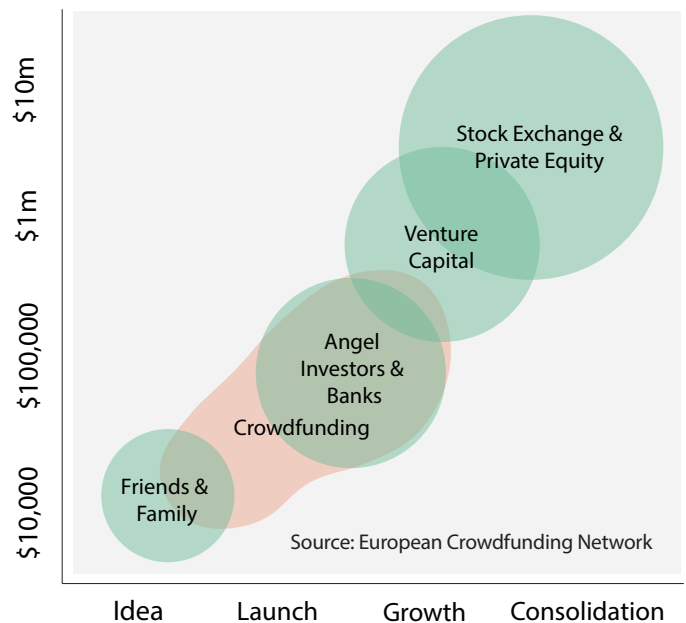 $10m
$1m
$100,000
$10,000
Stock Exchange &
Private Equity
Venture
Capital
Angel
Investors &
Banks
Crowdfunding
Friends &
Family
Source: European Crowdfunding Network
Idea
Launch
Growth
Consolidation